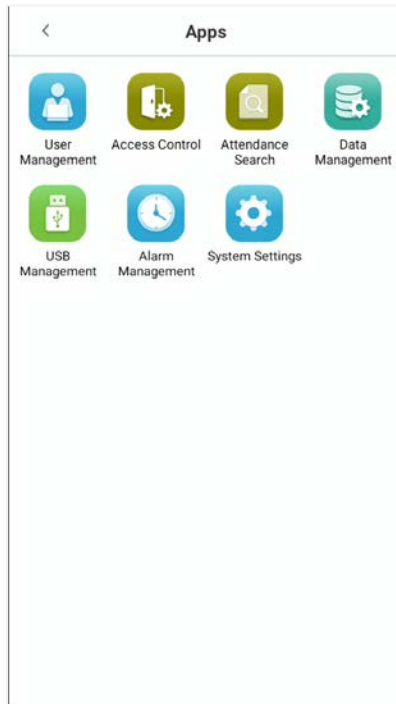 Apps
User
Management
Access Control
Attendance
Search
Data
Management
USB
Management
Alarm
Management
System Settings